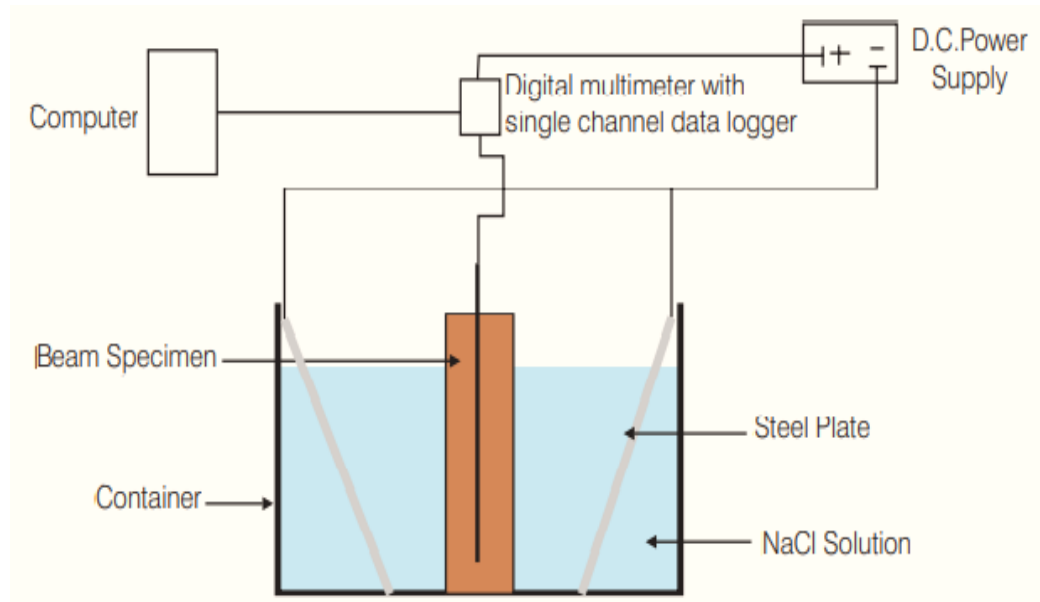 D.C.Power
Supply
+ -
Digital multimeter with
single channel data logger
Computer
Beam Specimen
Steel Plate
Container
NaCl Solution